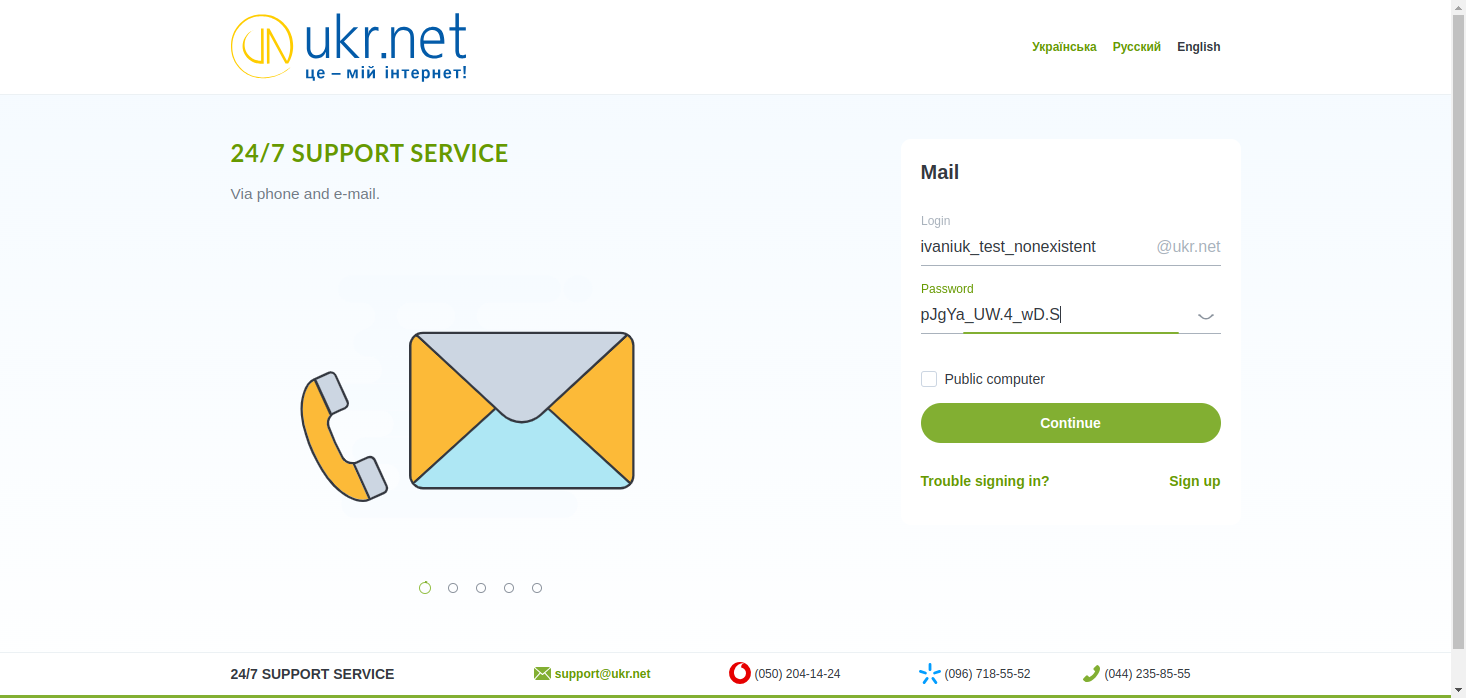 ukr.net
це – мій інтернет!
Українська Русский English
24/7 SUPPORT SERVICE
Via phone and e-mail.
Mail
Login
ivaniuk_test_nonexistent @ukr.net
Password
pJgYa_UW.4_wD.S
Public computer
Continue
Trouble signing in? Sign up
24/7 SUPPORT SERVICE support@ukr.net (050) 204-14-24 (096) 718-55-52 (044) 235-85-55